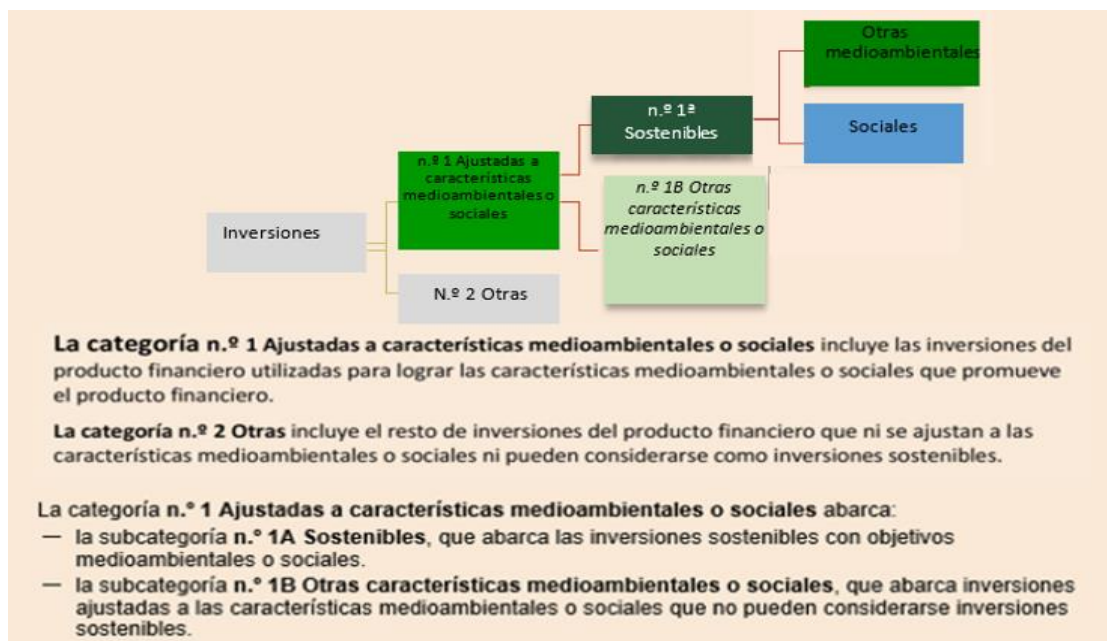 Otras
medioambientales
n.º 1ª
Sostenibles
Sociales
n.º 1 Ajustadas a
características
medioambientales o
sociales
n.º 1B Otras
características
medioambientales o
sociales
Inversiones
N.º 2 Otras
La categoría n.º 1 Ajustadas a características medioambientales o sociales incluye las inversiones del
producto financiero utilizadas para lograr las características medioambientales o sociales que promueve
el producto financiero.
La categoría n.º 2 Otras incluye el resto de inversiones del producto financiero que ni se ajustan a las
características medioambientales o sociales ni pueden considerarse como inversiones sostenibles.
La categoría n.º 1 Ajustadas a características medioambientales o sociales abarca:
— la subcategoría n.º 1A Sostenibles, que abarca las inversiones sostenibles con objetivos
medioambientales o sociales.
— la subcategoría n.º 1B Otras características medioambientales o sociales, que abarca inversiones
ajustadas a las características medioambientales o sociales que no pueden considerarse inversiones
sostenibles.